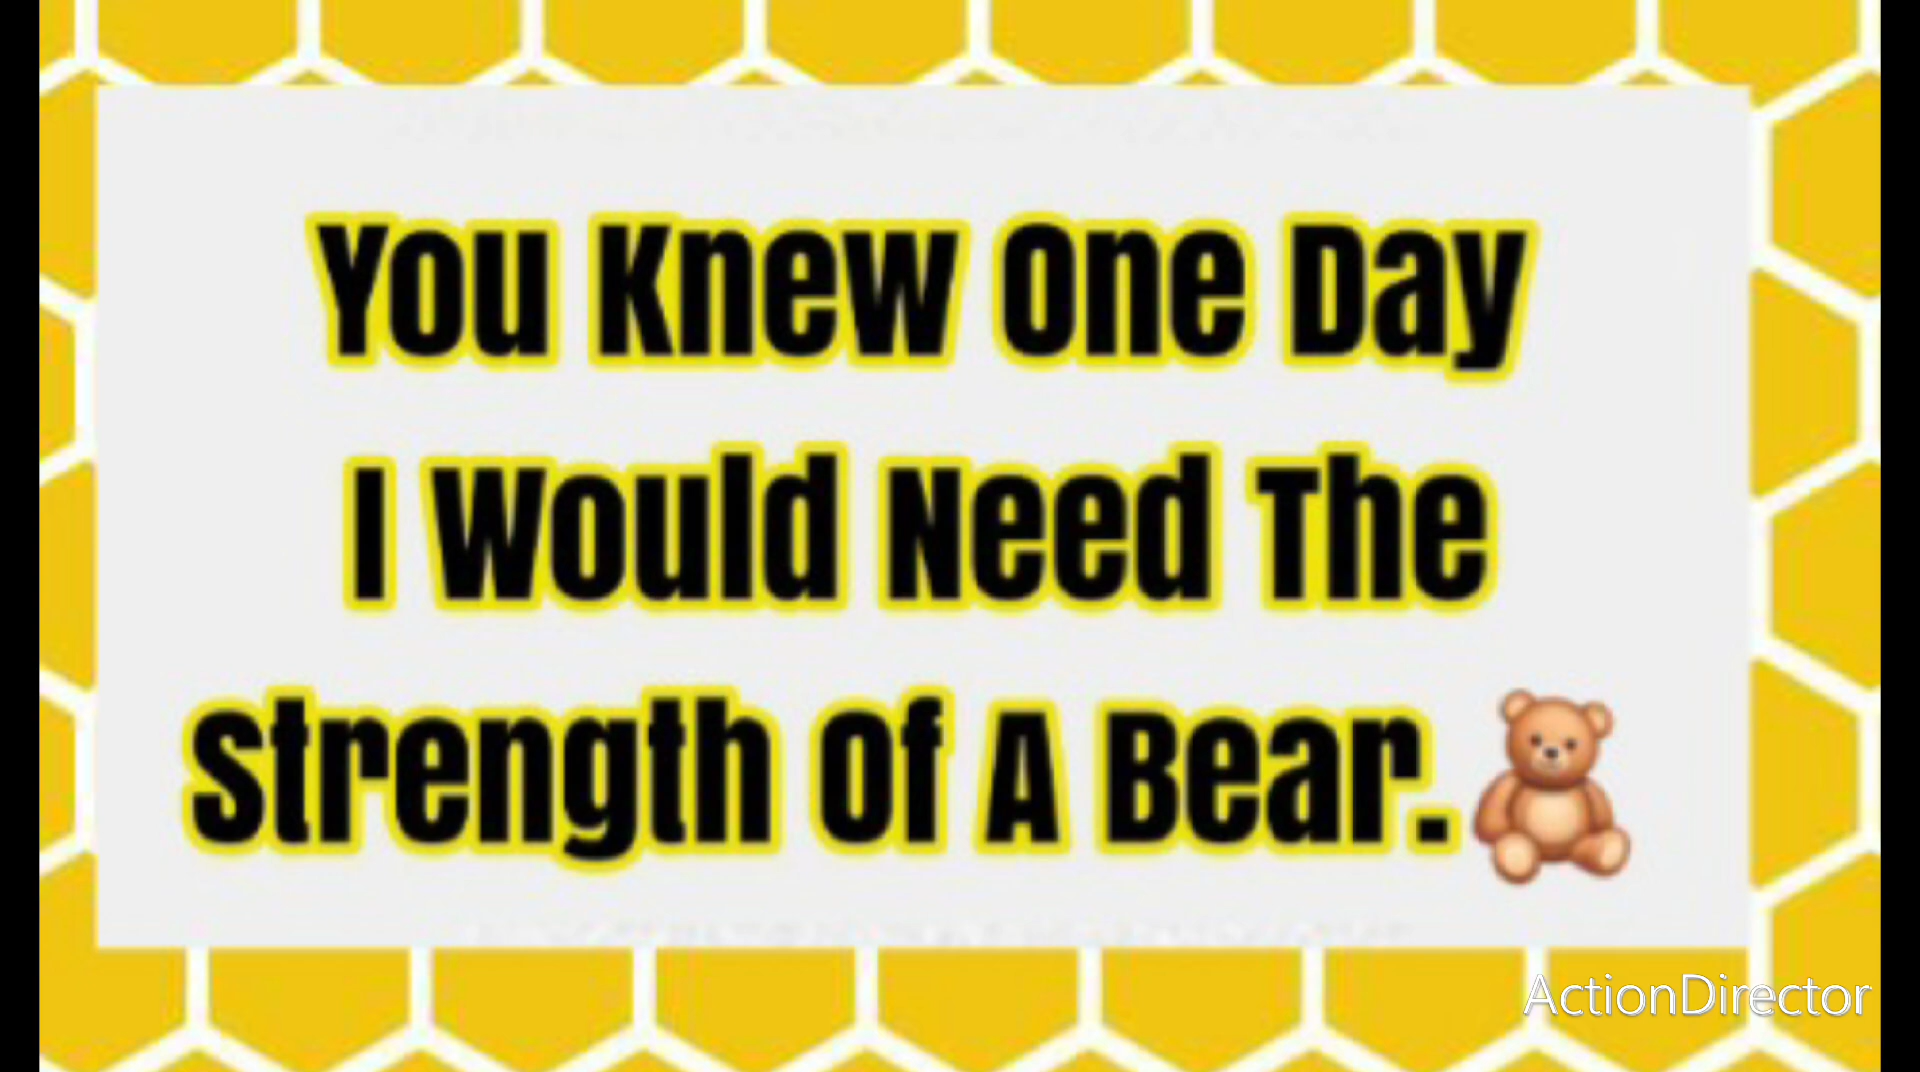 You Knew One Day
I Would Need The
Strength Of A Bear.🧸
ActionDirector